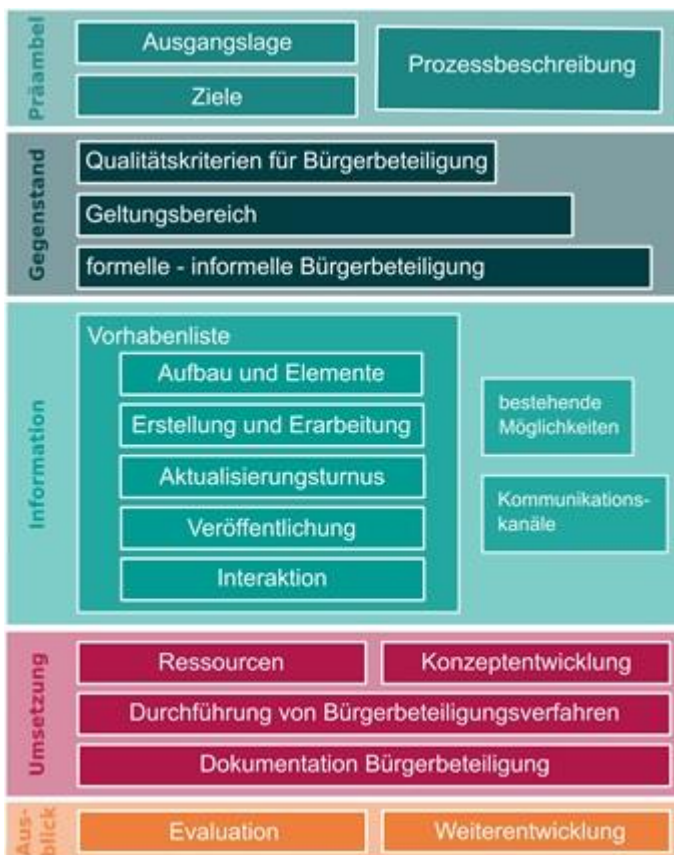 Präambel
Ausgangslage
Ziele
Prozessbeschreibung
Gegenstand
Qualitätskriterien für Bürgerbeteiligung
Geltungsbereich
formelle - informelle Bürgerbeteiligung
Information
Vorhabenliste
Aufbau und Elemente
Erstellung und Erarbeitung
Aktualisierungsturnus
Veröffentlichung
Interaktion
bestehende
Möglichkeiten
Kommunikations-
kanäle
Umsetzung
Ressourcen
Konzeptentwicklung
Durchführung von Bürgerbeteiligungsverfahren
Dokumentation Bürgerbeteiligung
Aus-
blick
Evaluation
Weiterentwicklung